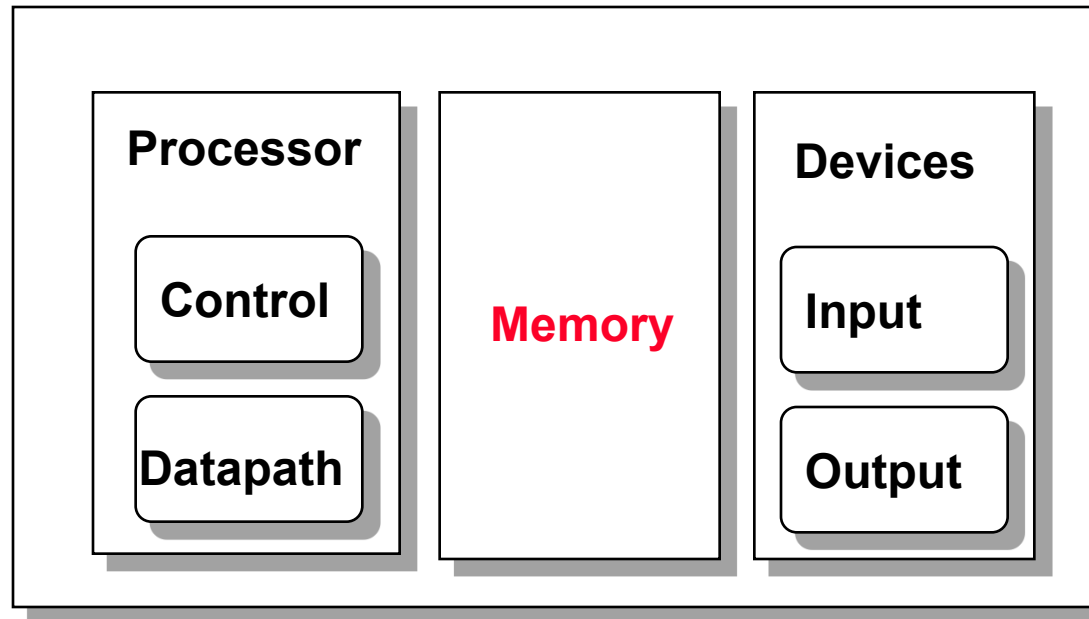 Processor
Control
Datapath
Memory
Devices
Input
Output